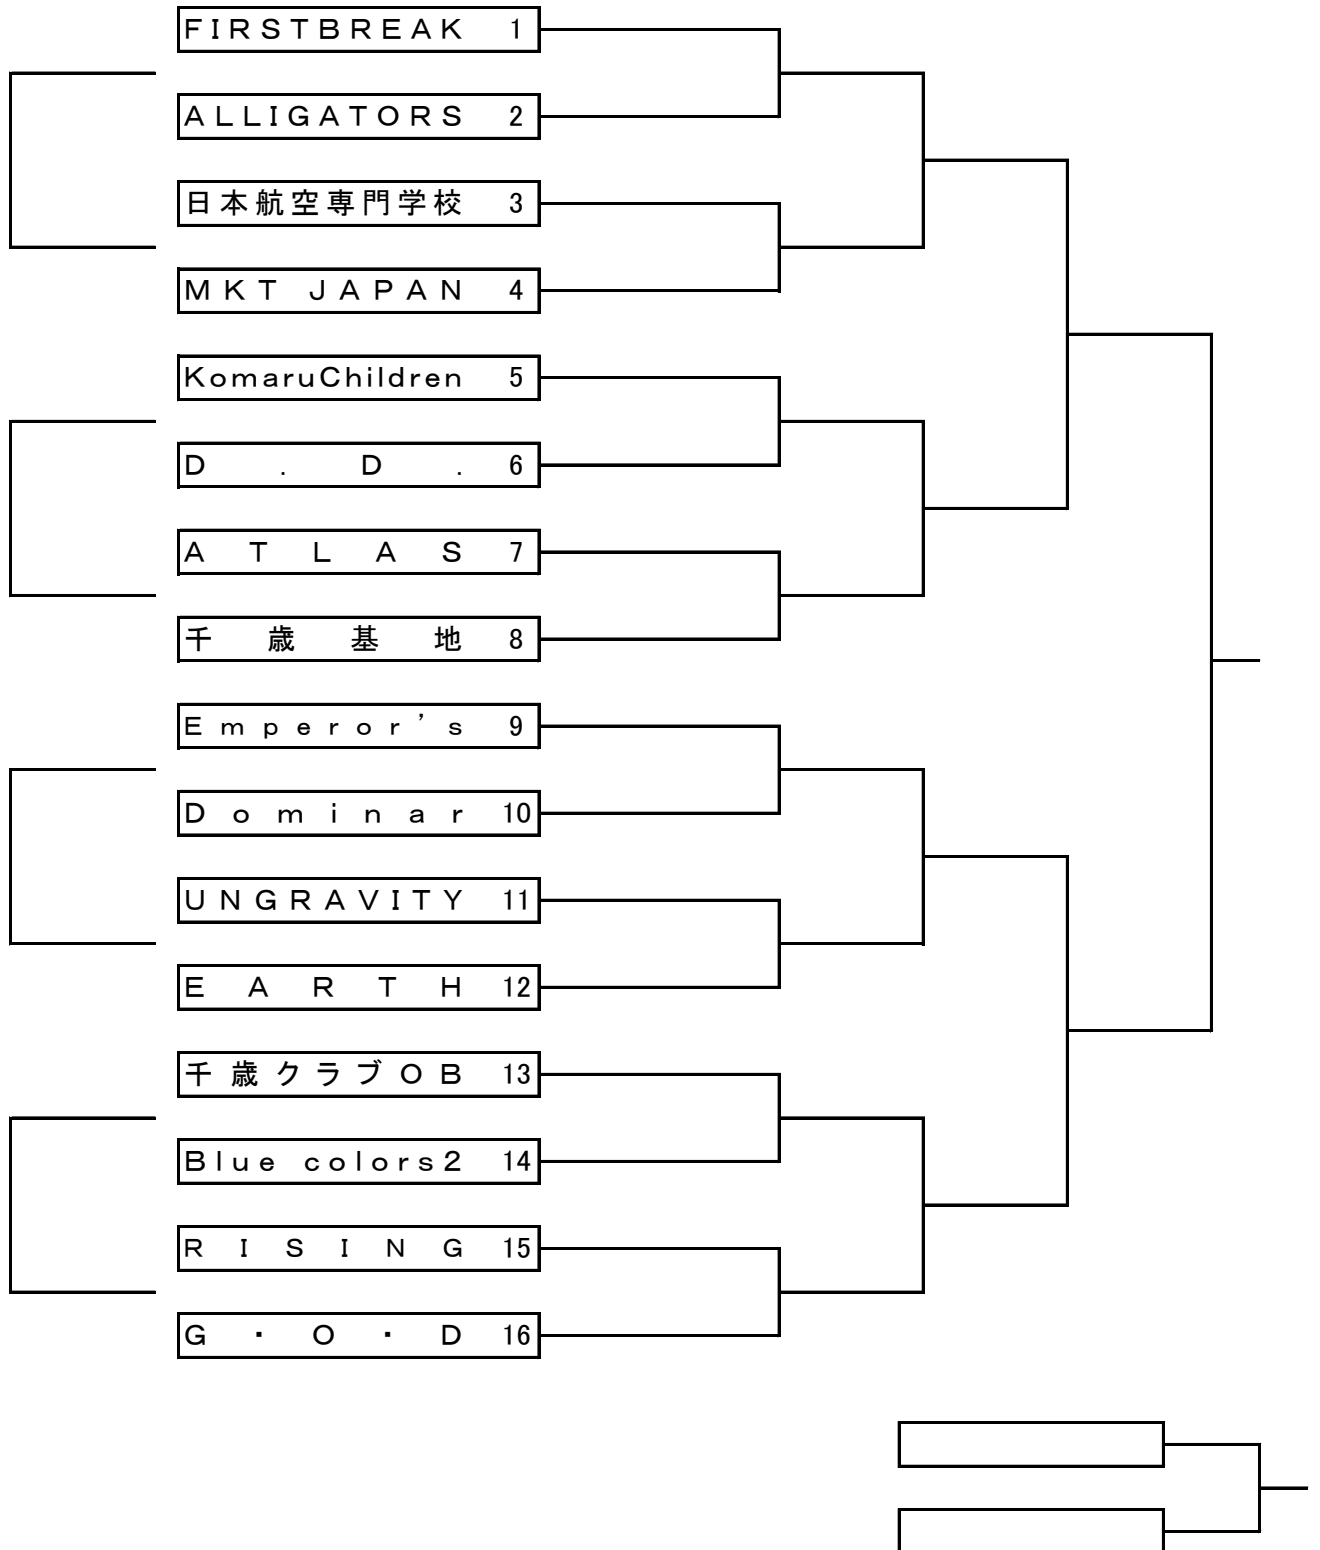 FIRSTBREAK 1
ALLIGATORS 2
日本航空専門学校 3
MKT JAPAN 4
KomaruChildren 5
D.D. 6
ATLAS 7
千歳基地 8
Emperor's 9
Dominar 10
UNGRAVITY 11
EARTH 12
千歳クラブOB 13
Blue colors2 14
RISING 15
G・O・D 16